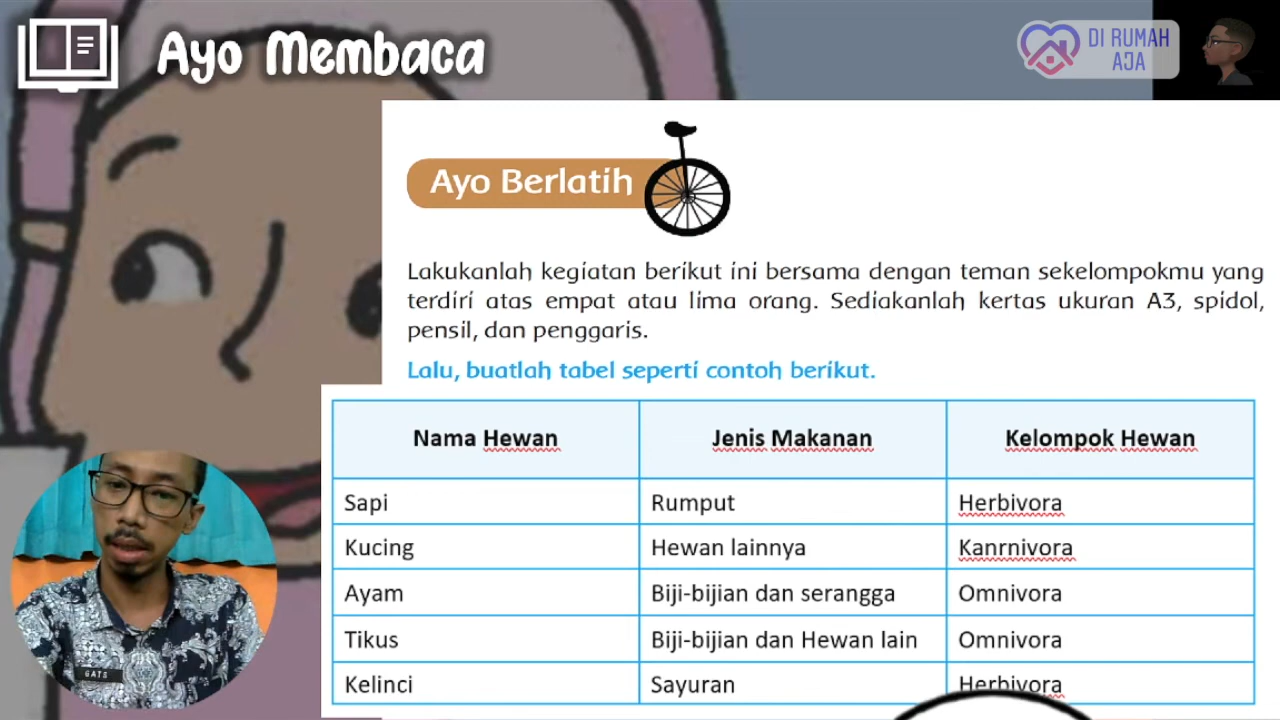 Ayo Membaca
DI RUMAH
AJA
Ayo Berlatih
Lakukanlah kegiatan berikut ini bersama dengan teman sekelompokmu yang
terdiri atas empat atau lima orang. Sediakanlah kertas ukuran A3, spidol,
pensil, dan penggaris.
Lalu, buatlah tabel seperti contoh berikut.
Nama Hewan Jenis Makanan Kelompok Hewan
Sapi Rumput Herbivora
Kucing Hewan lainnya Kanrnivora
Ayam Biji-bijian dan serangga Omnivora
Tikus Biji-bijian dan Hewan lain Omnivora
Kelinci Sayuran Herbivora
GATS